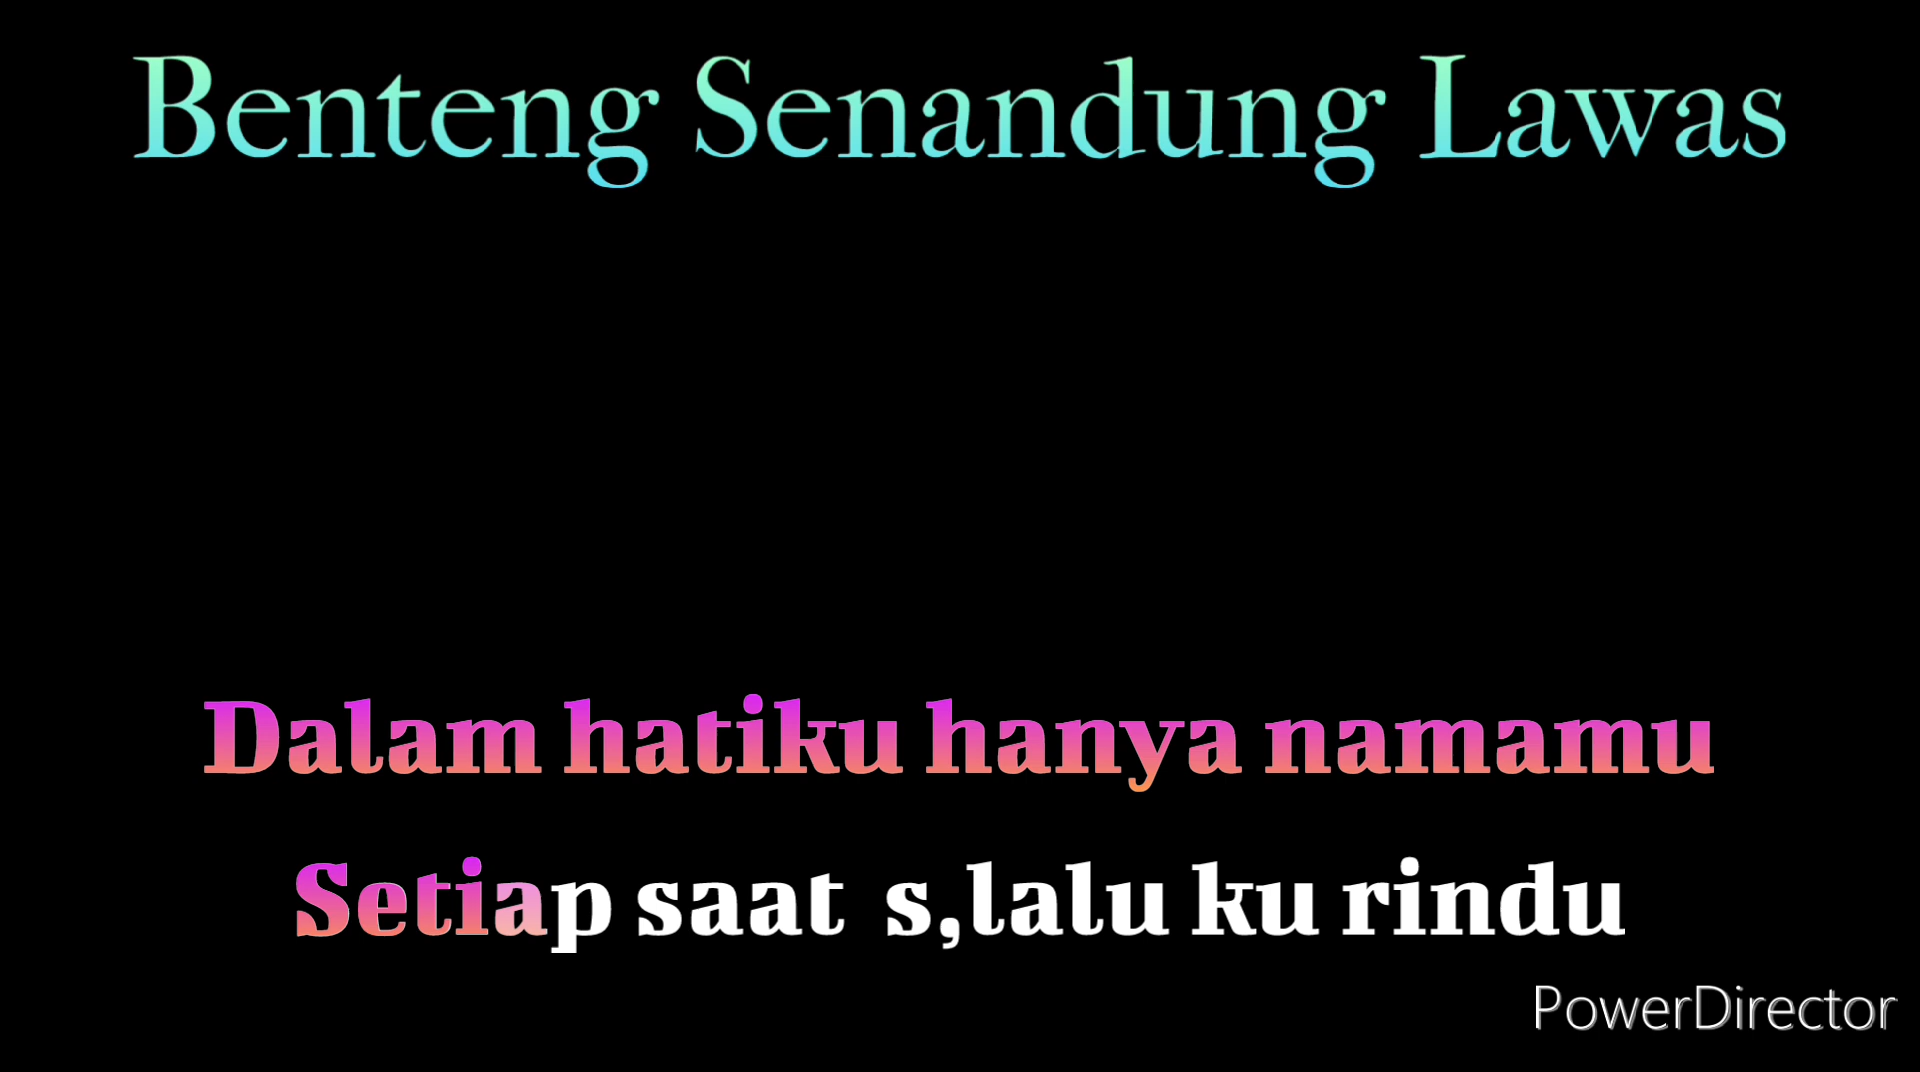 Benteng Senandung Lawas
Dalam hatiku hanya namamu
Setiap saat s,lalu ku rindu
PowerDirector